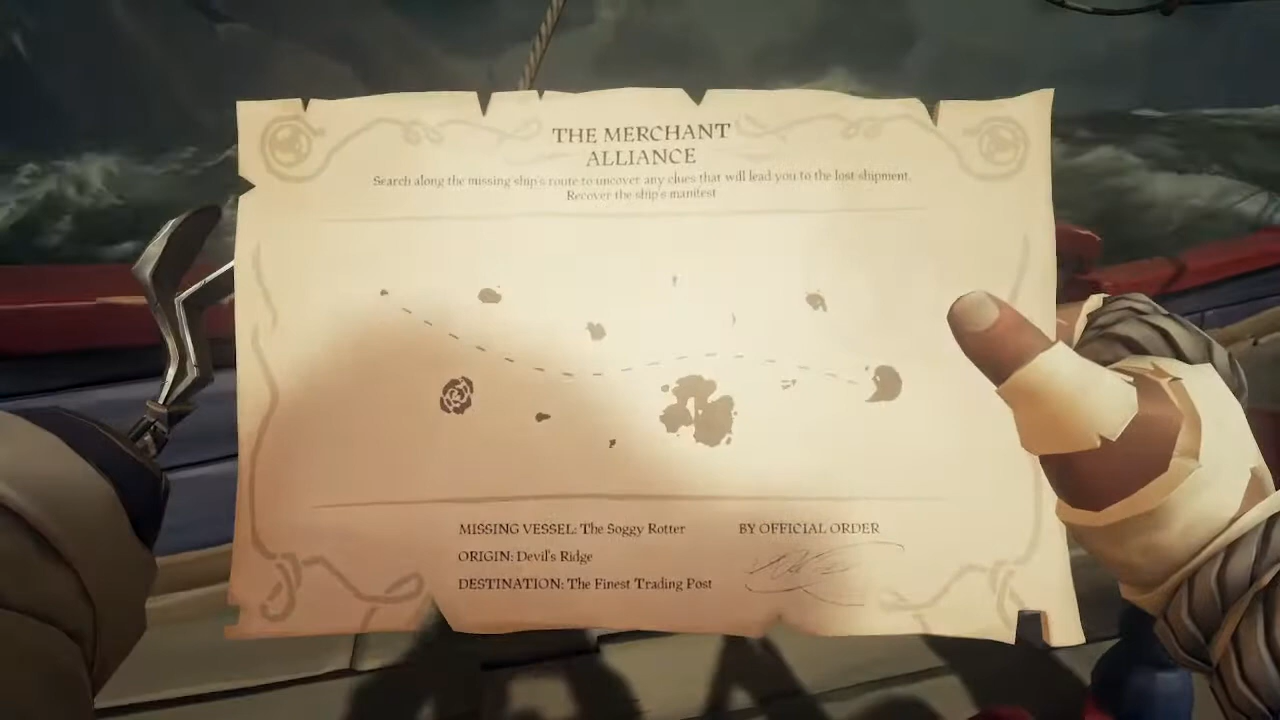 THE MERCHANT
ALLIANCE
Search along the missing ship's route to uncover any clues that will lead you to the lost shipment.
Recover the ship's manifest
MISSING VESSEL: The Soggy Rotter
ORIGIN: Devil's Ridge
DESTINATION: The Finest Trading Post
BY OFFICIAL ORDER